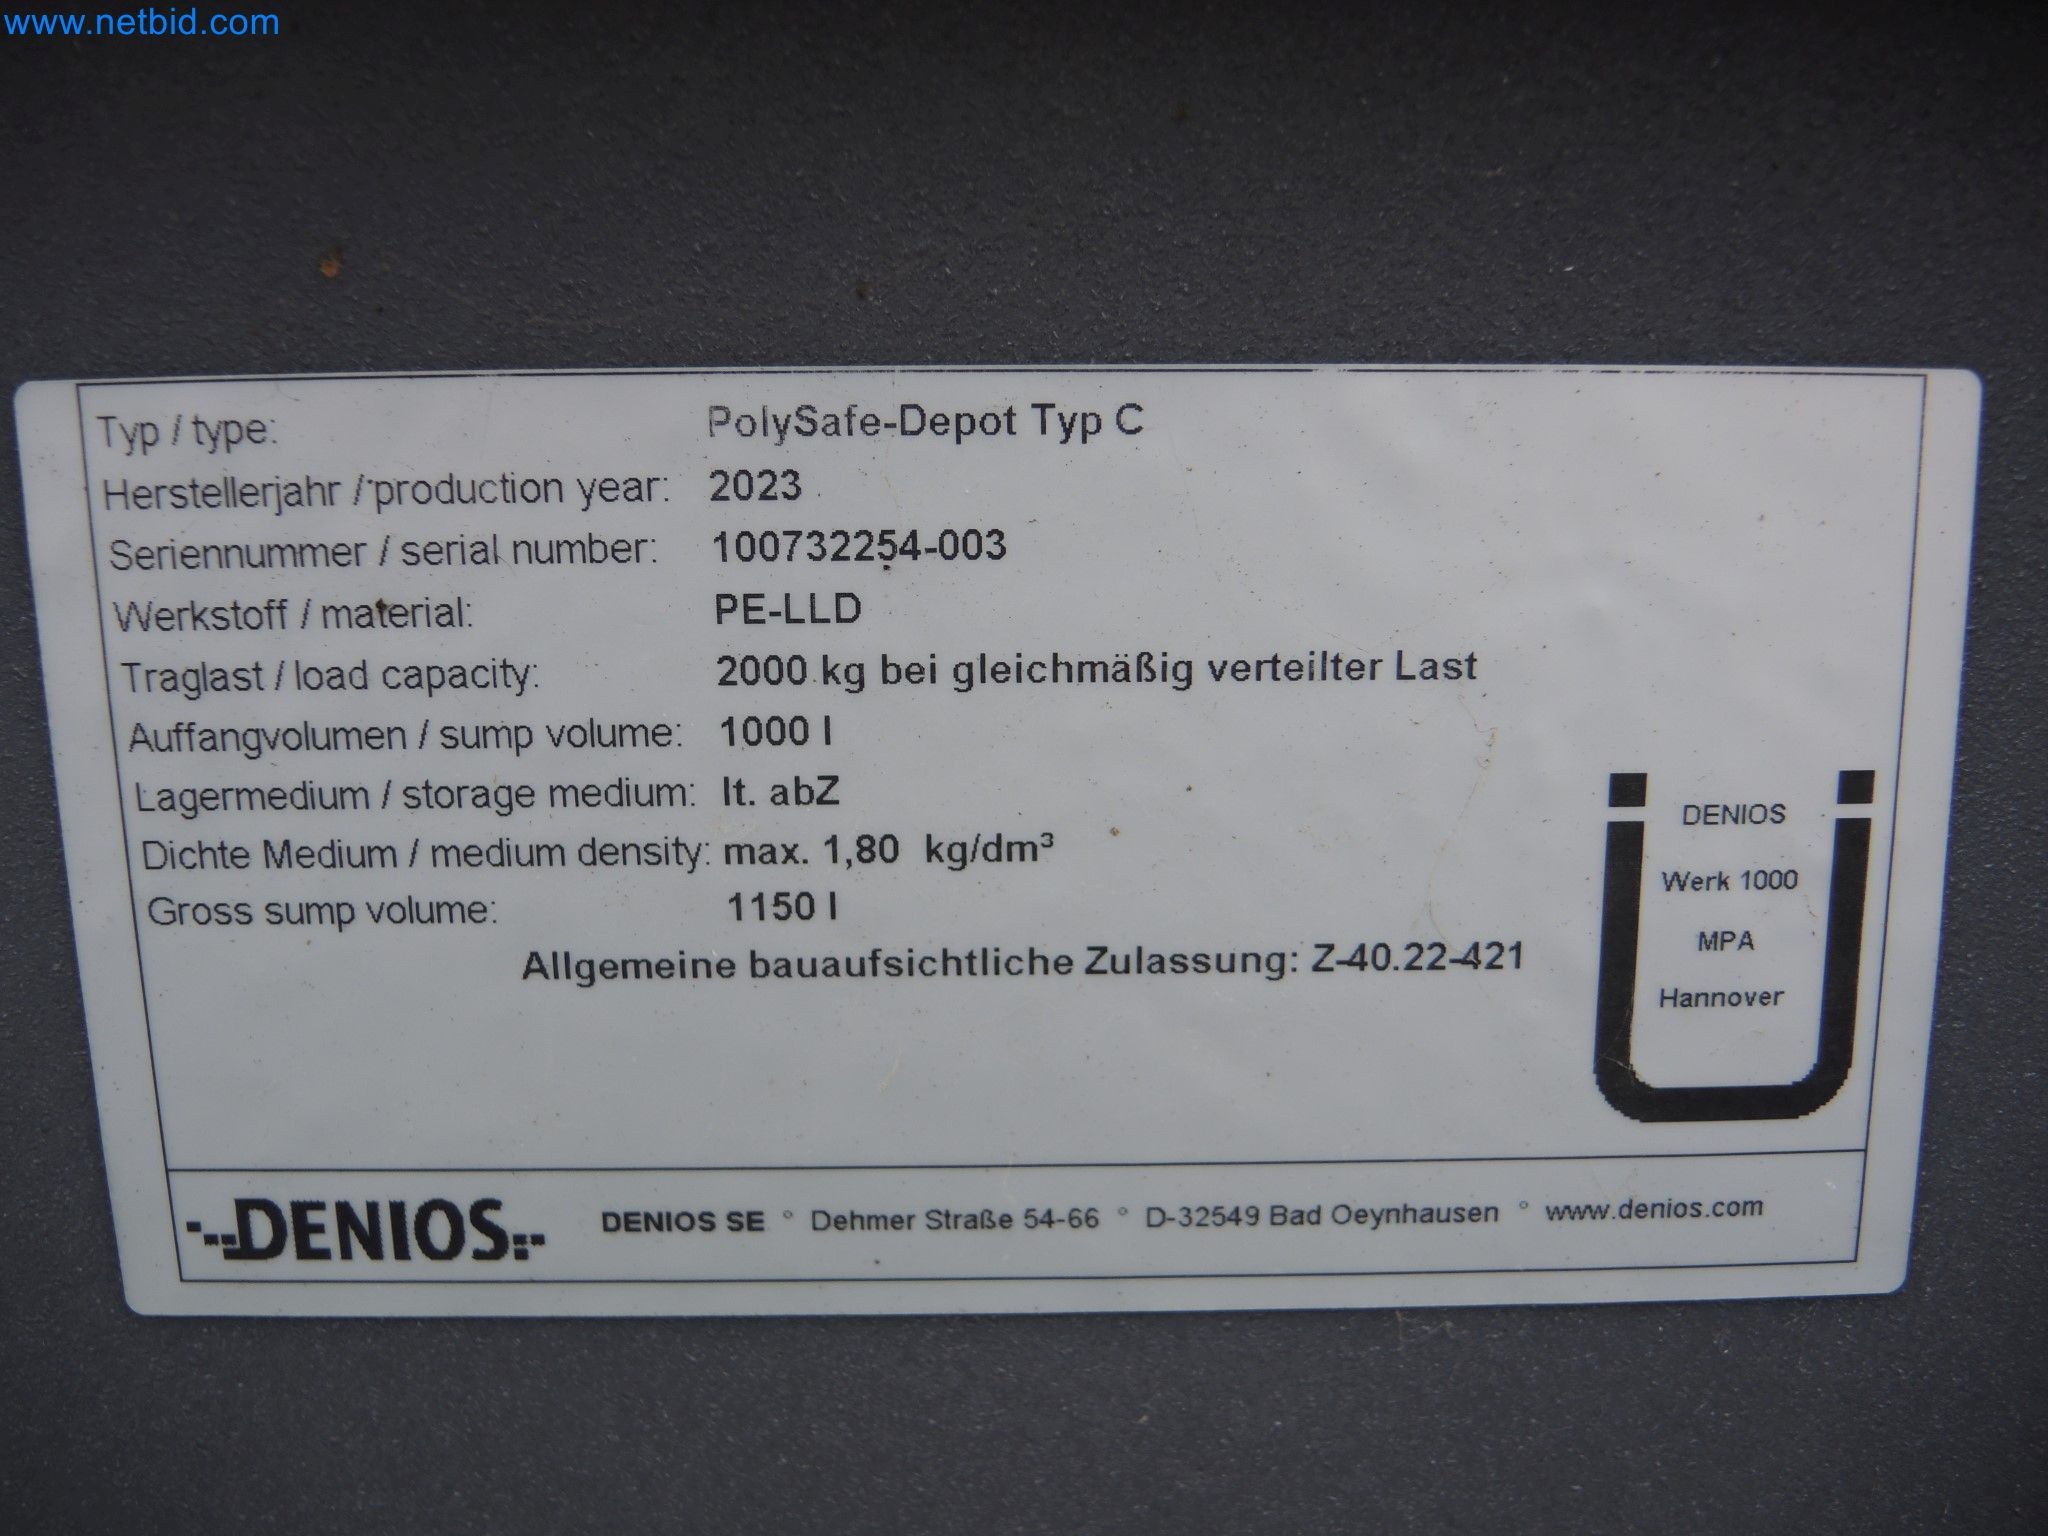 www.netbid.com
Typ / type: PolySafe-Depot Typ C
Herstellerjahr / production year: 2023
Seriennummer / serial number: 100732254-003
Werkstoff / material: PE-LLD
Traglast / load capacity: 2000 kg bei gleichmäßig verteilter Last
Auffangvolumen / sump volume: 1000 l
Lagermedium / storage medium: lt. abZ
Dichte Medium / medium density: max. 1,80 kg/dm³
Gross sump volume: 1150 l
Allgemeine bauaufsichtliche Zulassung: Z-40.22-421
Ü
DENIOS
Werk 1000
MPA
Hannover
DENIOS
DENIOS SE ° Dehmer Straße 54-66 ° D-32549 Bad Oeynhausen ° www.denios.com